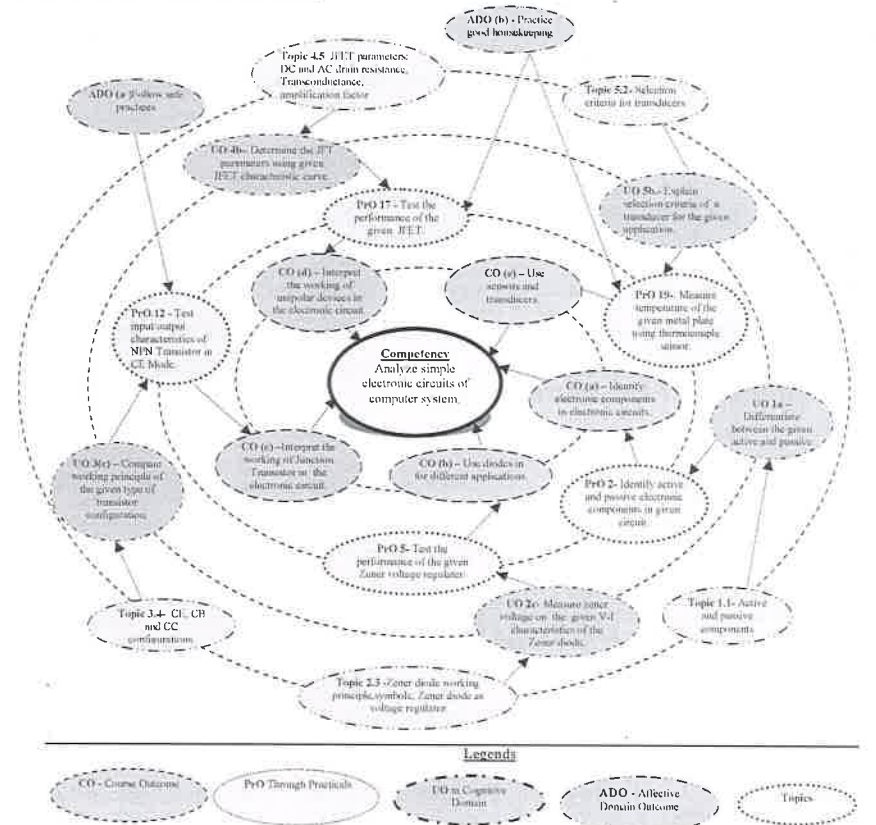 ADO (b) - Practice
good housekeeping
Topic 4.5 JFET parameters:
DC and AC drain resistance,
Transconductance,
amplification factor
ADO (a) Follow safe
practices
Topic 5.2- Selection
criteria for transducers
UO 4b- Determine the JFT
parameters using given
JFET characteristic curve.
UO 5b.- Explain
selection criteria of a
transducer for the given
application.
PrO 17 - Test the
performance of the
given JFET.
CO (d) – Interpret
the working of
unipolar devices in
the electronic circuit
CO (e) – Use
sensors and
transducers.
PrO 12 - Test
input/output
characteristics of
NPN Transistor in
CE Mode.
PrO 19-. Measure
temperature of the
given metal plate
using thermocouple
sensor.
Competency
Analyze simple
electronic circuits of
computer system.
CO (a)– Identify
electronic components
in electronic circuits.
UO 1a –
Differentiate
between the given
active and passive
CO (c) –Interpret the
working of Junction
Transistor in the
electronic circuit.
CO (b) – Use diodes in
for different applications.
UO 3(c) – Compare
working principle of
the given type of
transistor
configuration.
PrO 2- Identify active
and passive electronic
components in given
circuit
PrO 5- Test the
performance of the given
Zener voltage regulater
UO 2c- Measure zener
voltage on the given V-I
characteristics of the
Zener diode.
Topic 3.4- CE, CB
and CC
configurations
Topic 1.1- Active
and passive
components
Topic 2.3 -Zener diode working
principle,symbols, Zener diode as
voltage regulater
Legends
CO - Course Outcome
PrO Through Practicals
UO in Cognitive
Domain
ADO - Affective
Domain Outcome
Topics